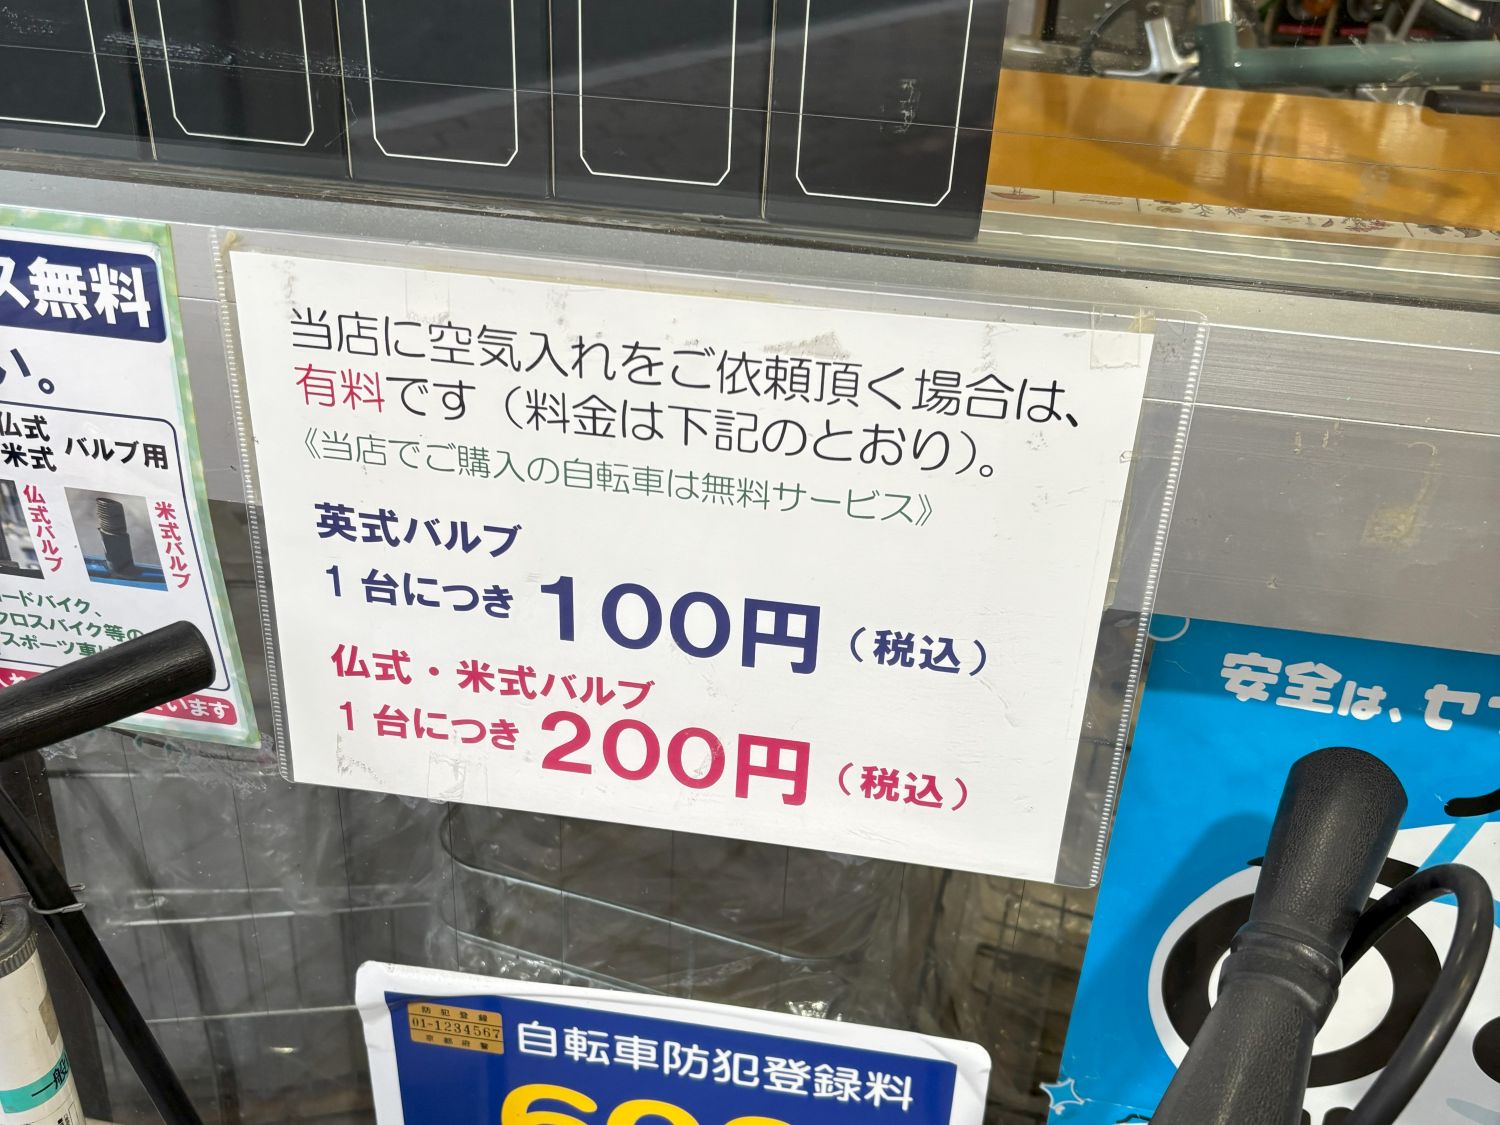 ス無料
い。
仏式
米式
バルブ用
仏式バルブ
米式バルブ
ードバイク、
クロスバイク等の
スポーツ車は
います
当店に空気入れをご依頼頂く場合は、
有料です（料金は下記のとおり）。
《当店でご購入の自転車は無料サービス》
英式バルブ
1台につき 100円（税込）
仏式・米式バルブ
1台につき 200円（税込）
安全は、セ
防犯登録
01-1234567
京都府警
自転車防犯登録料
一般